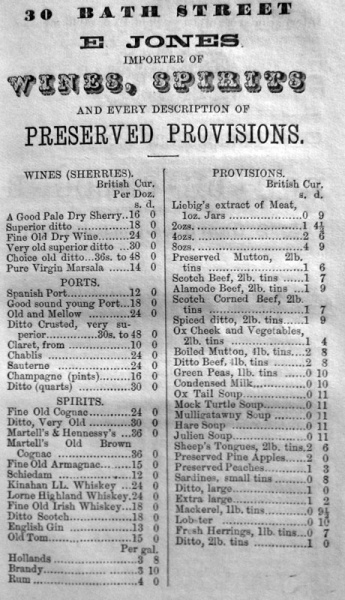 30 BATH STREET
E JONES
IMPORTER OF
WINES, SPIRITS
AND EVERY DESCRIPTION OF
PRESERVED PROVISIONS.
WINES (SHERRIES).
British Cur.
Per Doz.
s. d.
A Good Pale Dry Sherry..16 0
Superior ditto ............18 0
Fine Old Dry Wine........24 0
Very old superior ditto ...30 0
Choice old ditto...36s. to 48 0
Pure Virgin Marsala ......14 0
PORTS.
Spanish Port...............12 0
Good sound young Port...18 0
Old and Mellow ............24 0
Ditto Crusted, very su-
perior............30s. to 48 0
Claret, from ...............10 0
Chablis .....................24 0
Sauterne ..................24 0
Champagne (pints)........16 0
Ditto (quarts) ............30 0
SPIRITS.
Fine Old Cognac...........24 0
Ditto, Very Old ............30 0
Martell's & Hennessy's ...36 0
Martell's Old Brown
Cognac ..................36 0
Fine Old Armagnac........15 0
Schiedam ..................12 0
Kinahan LL. Whiskey ...24 0
Lorne Highland Whiskey.24 0
Fine Old Irish Whiskey...18 0
Ditto Scotch...............18 0
English Gin ...............13 0
Old Tom.....................15 0
Per gal.
Hollands .................. 3 8
Brandy..................... 3 10
Rum ........................ 4 0
PROVISIONS.
British Cur.
s. d.
Liebig's extract of Meat,
1oz. Jars ...............0 9
2ozs. ........................1 4½
4ozs. ........................2 6
8ozs. ........................4 9
Preserved Mutton, 2lb.
tins .....................1 6
Scotch Beef, 2lb. tins ......1 7
Alamode Beef, 2lb. tins ...1 9
Scotch Corned Beef, 2lb.
tins .....................1 7
Spiced ditto, 2lb. tins......1 9
Ox Cheek and Vegetables,
2lb. tins ..................1 4
Boiled Mutton, 4lb. tins...2 8
Ditto Beef, 4lb. tins ......2 8
Green Peas, 1lb. tins ......0 10
Condensed Milk............0 10
Ox Tail Soup...............0 11
Mock Turtle Soup.........0 11
Mulligatawny Soup.......0 11
Hare Soup ..................0 11
Julien Soup..................0 11
Sheep's Tongues, 2lb. tins.2 6
Preserved Pine Apples.....2 0
Preserved Peaches .........1 3
Sardines, small tins ......0 8
Ditto, large ..................1 0
Extra large ..................1 2
Mackerel, 1lb. tins.........0 9½
Lobster .....................0 10
Fresh Herrings, 1lb. tins...0 7
Ditto, 2lb. tins ............1 0